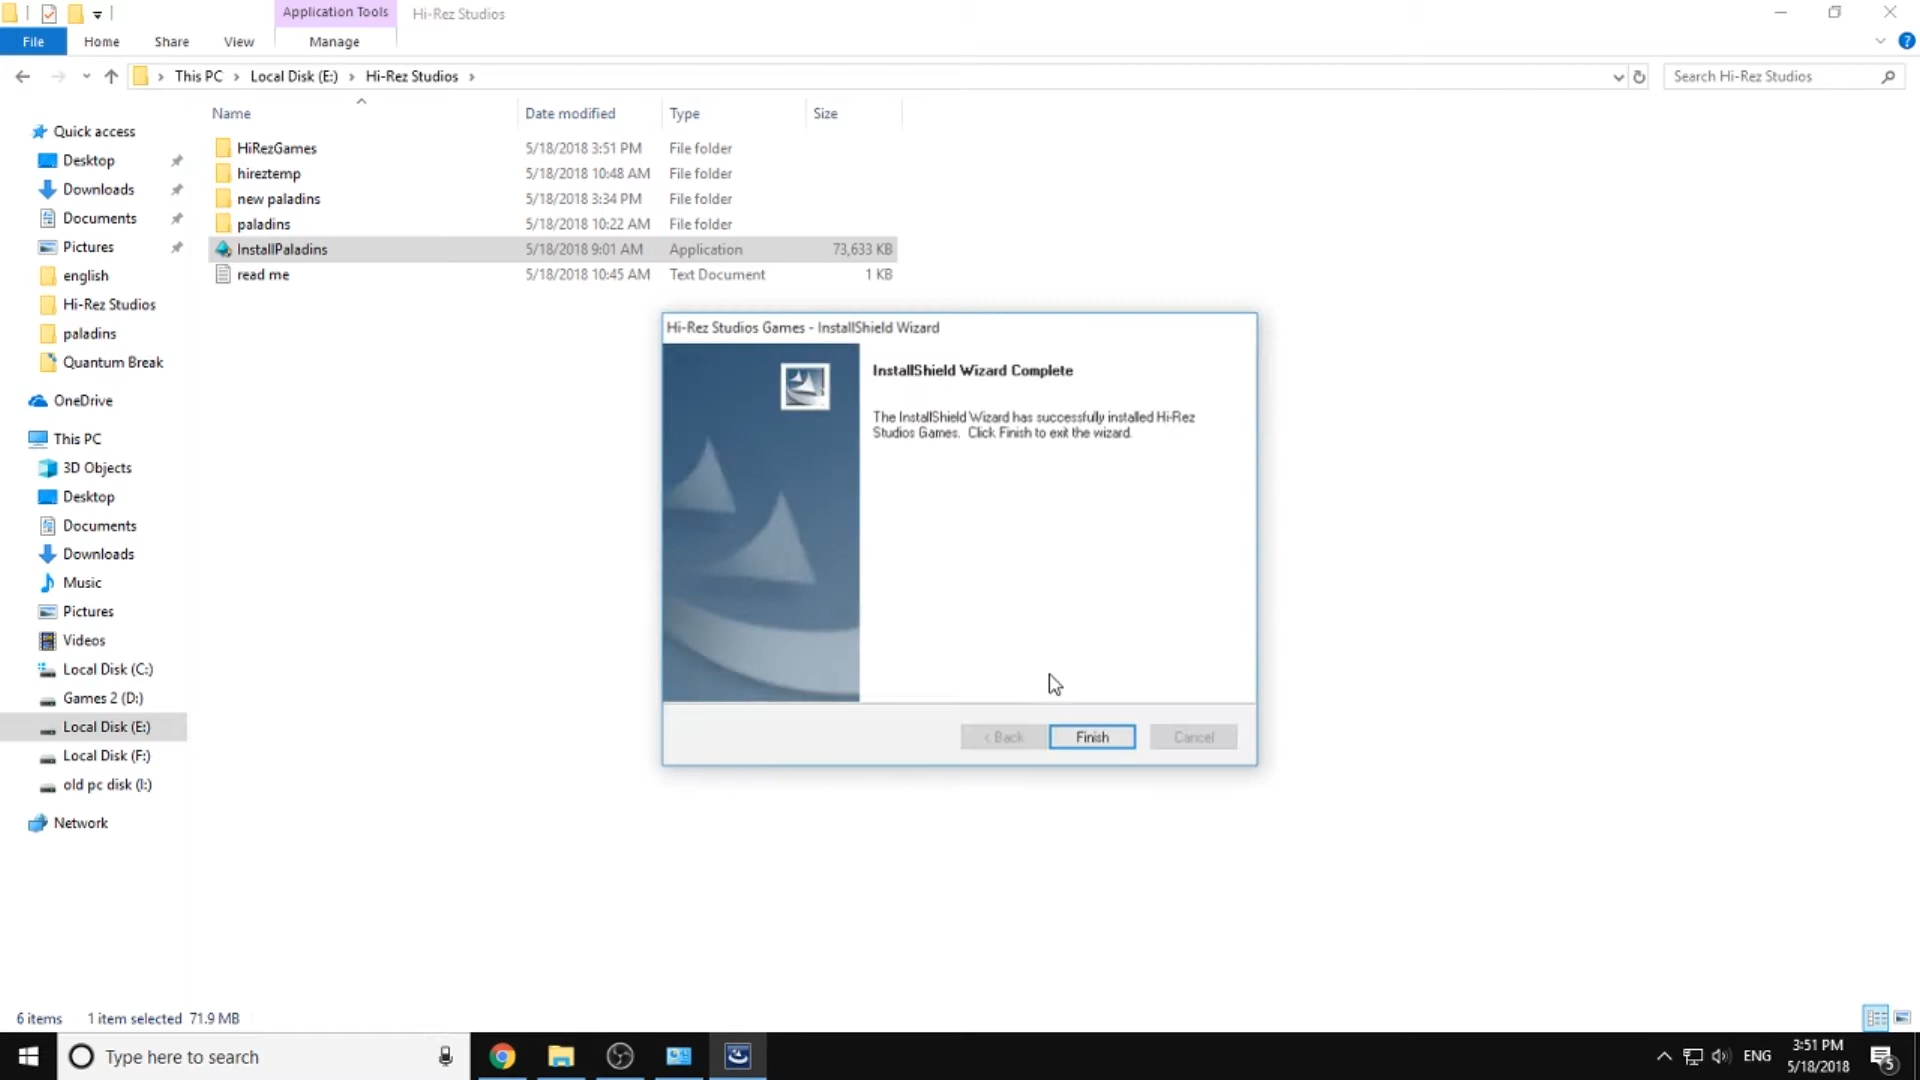 Application Tools
Hi-Rez Studios
File
Home
Share
View
Manage
?
This PC
Local Disk (E:)
Hi-Rez Studios
Search Hi-Rez Studios
Name
Date modified
Type
Size
HiRezGames
5/18/2018 3:51 PM
File folder
hireztemp
5/18/2018 10:48 AM
File folder
new paladins
5/18/2018 3:34 PM
File folder
paladins
5/18/2018 10:22 AM
File folder
InstallPaladins
5/18/2018 9:01 AM
Application
73,633 KB
read me
5/18/2018 10:45 AM
Text Document
1 KB
Quick access
Desktop
Downloads
Documents
Pictures
english
Hi-Rez Studios
paladins
Quantum Break
OneDrive
This PC
3D Objects
Desktop
Documents
Downloads
Music
Pictures
Videos
Local Disk (C:)
Games 2 (D:)
Local Disk (E:)
Local Disk (F:)
old pc disk (I:)
Network
Hi-Rez Studios Games - InstallShield Wizard
InstallShield Wizard Complete
The InstallShield Wizard has successfully installed Hi-Rez
Studios Games. Click Finish to exit the wizard.
< Back
Finish
Cancel
6 items
1 item selected 71.9 MB
Type here to search
ENG
3:51 PM
5/18/2018
5